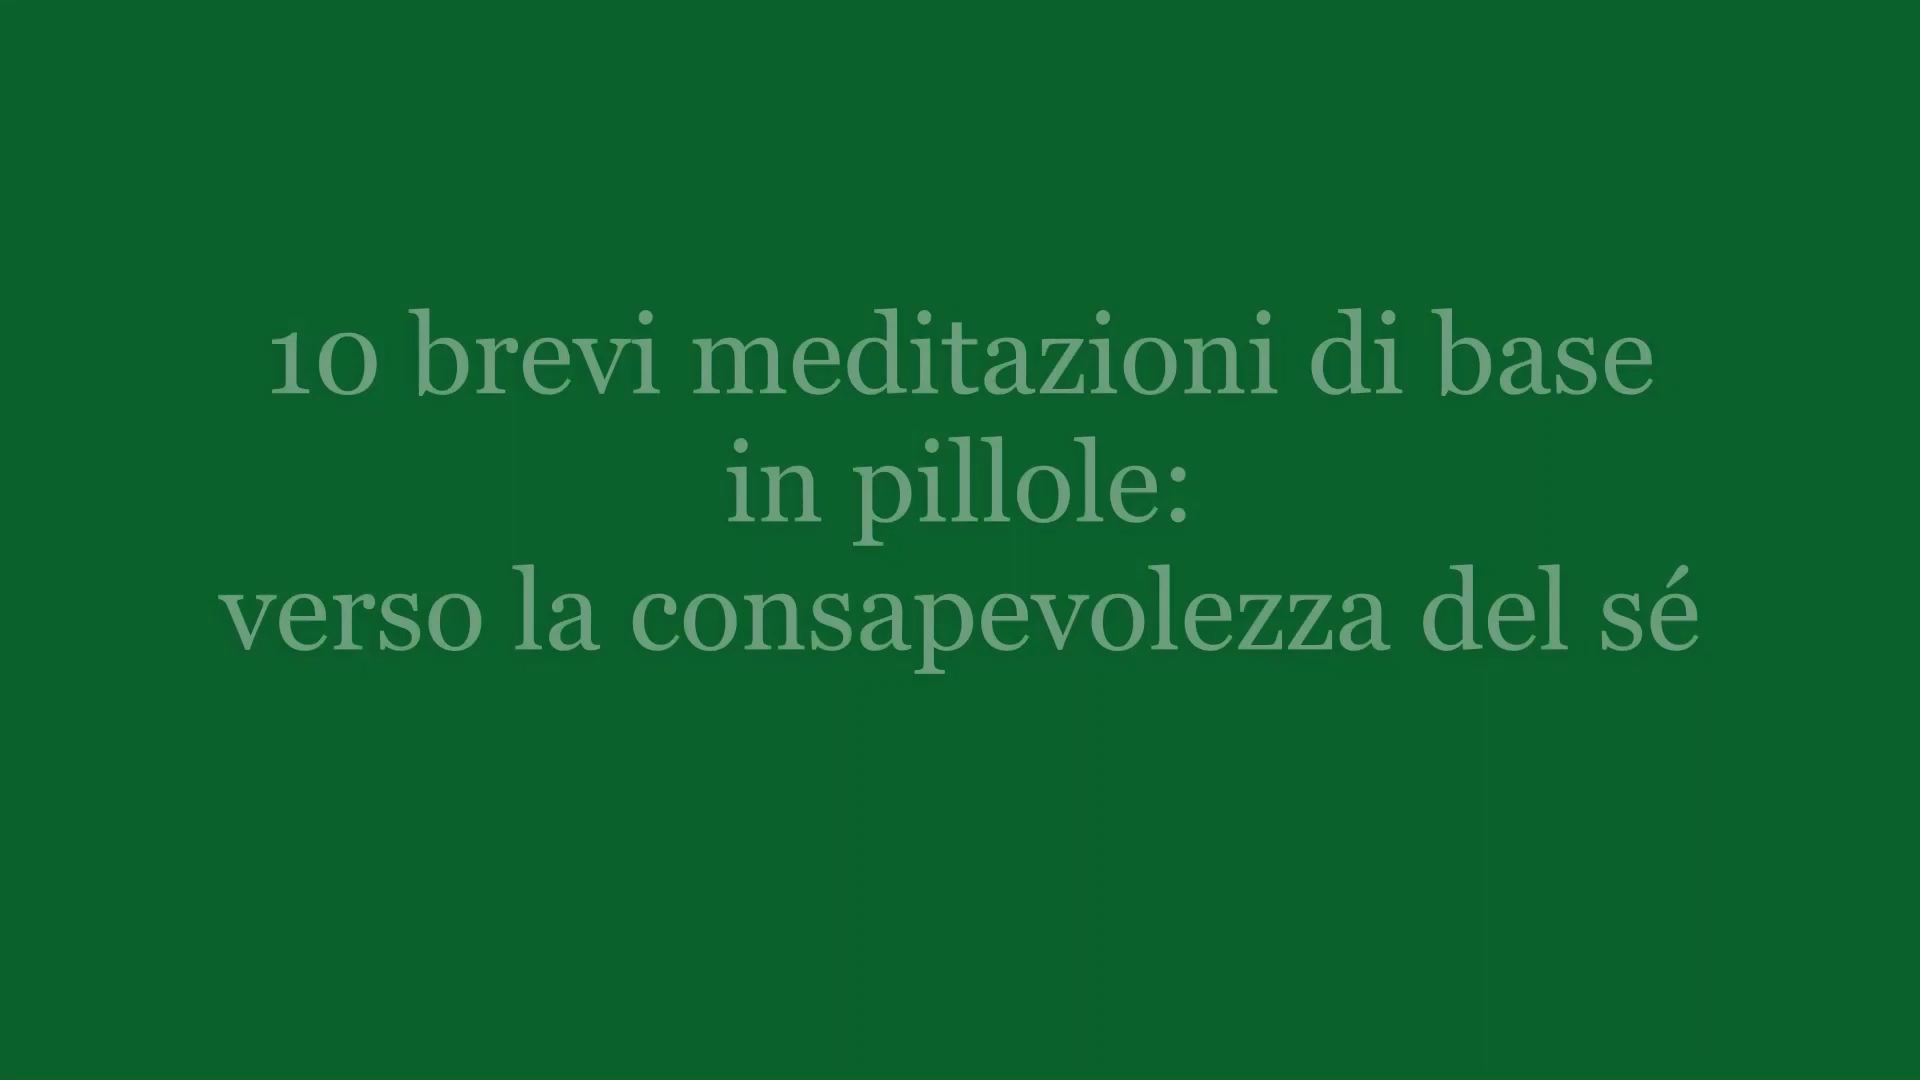 10 brevi meditazioni di base
in pillole:
verso la consapevolezza del sé